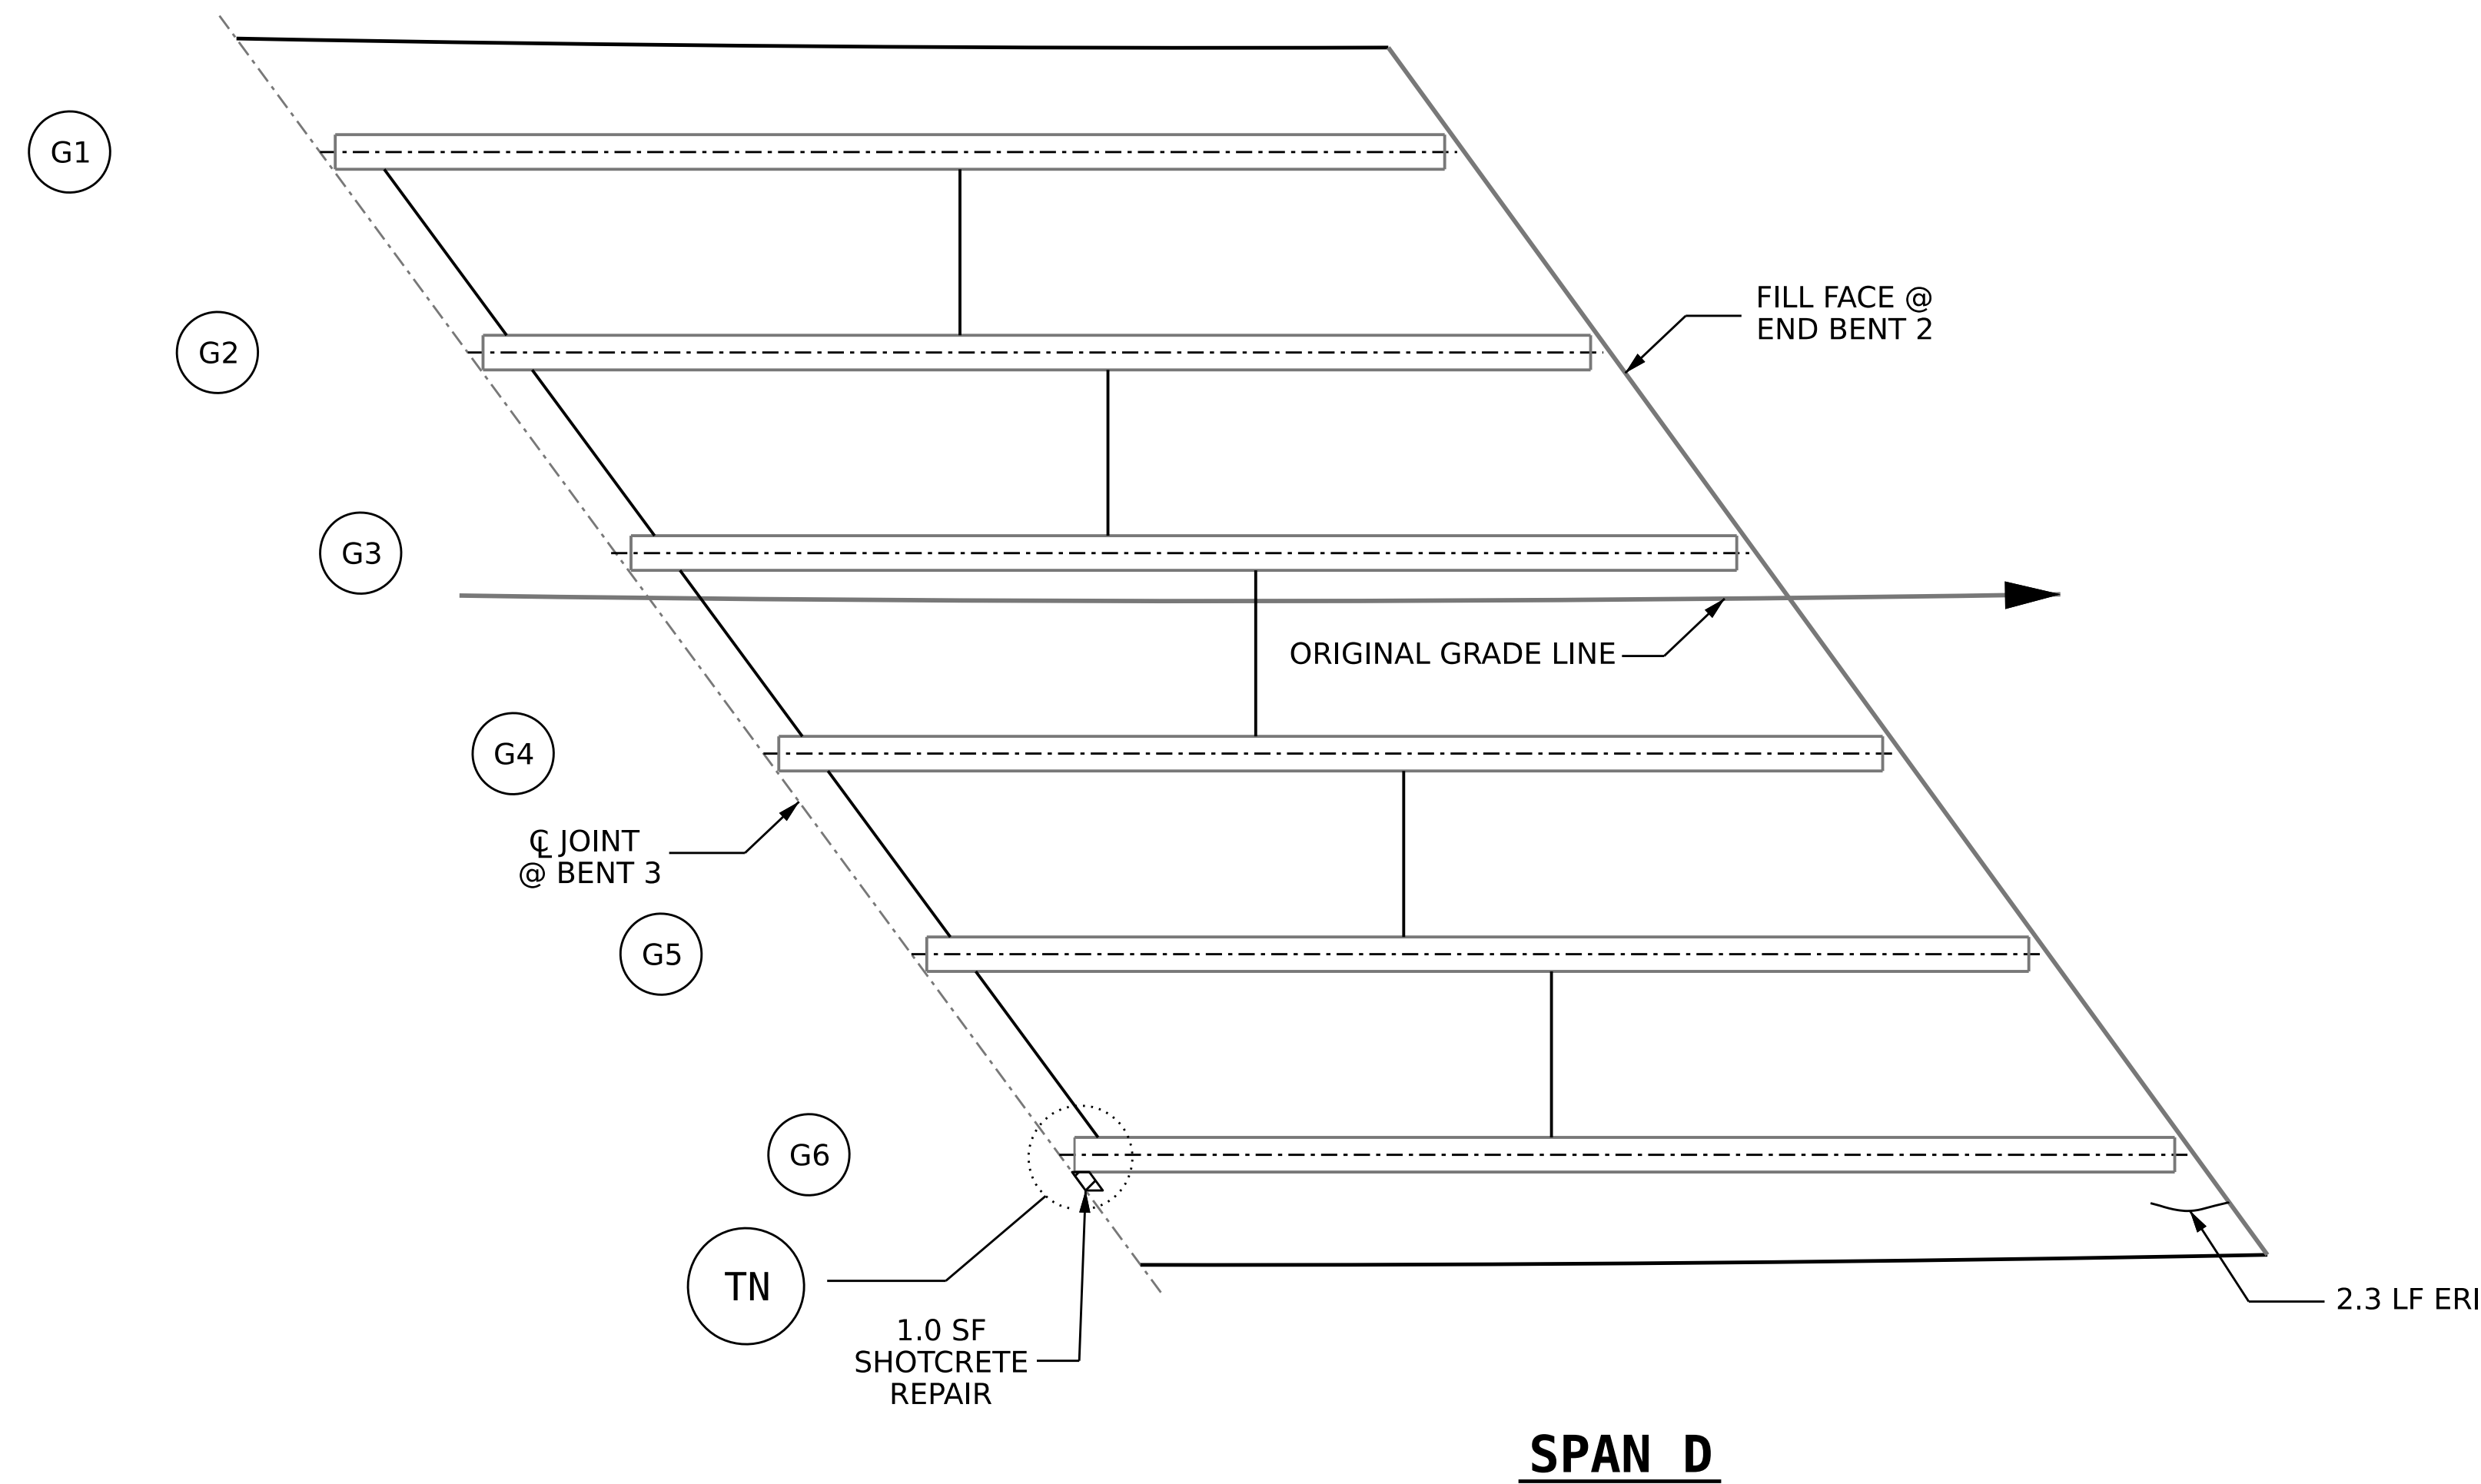 G1
G2
FILL FACE @
END BENT 2
G3
ORIGINAL GRADE LINE
G4
℄ JOINT
@ BENT 3
G5
G6
TN
1.0 SF
SHOTCRETE
REPAIR
2.3 LF ERI
SPAN D